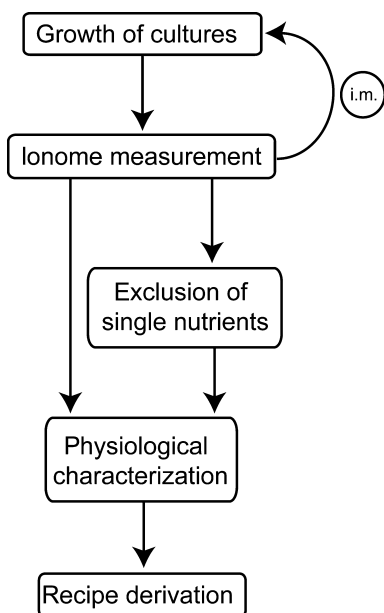 Growth of cultures
i.m.
Ionome measurement
Exclusion of
single nutrients
Physiological
characterization
Recipe derivation